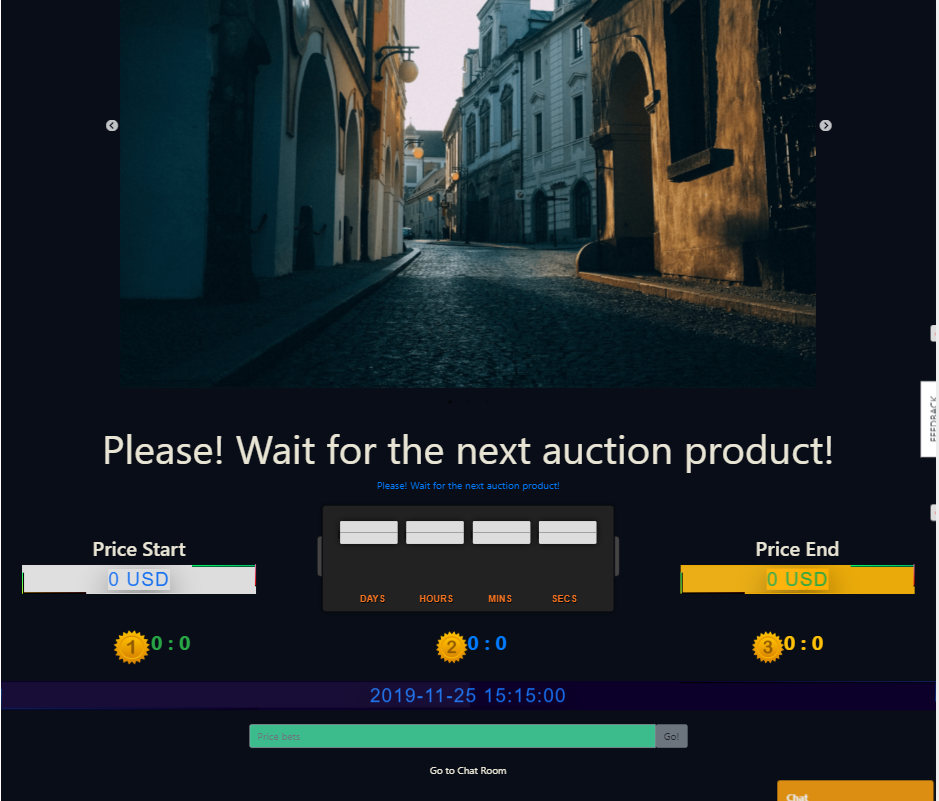 FEEDBACK
Please! Wait for the next auction product!
Please! Wait for the next auction product!
Price Start
0 USD
DAYS HOURS MINS SECS
Price End
0 USD
1 0 : 0
2 0 : 0
3 0 : 0
2019-11-25 15:15:00
Price bets
Go!
Go to Chat Room
Chat